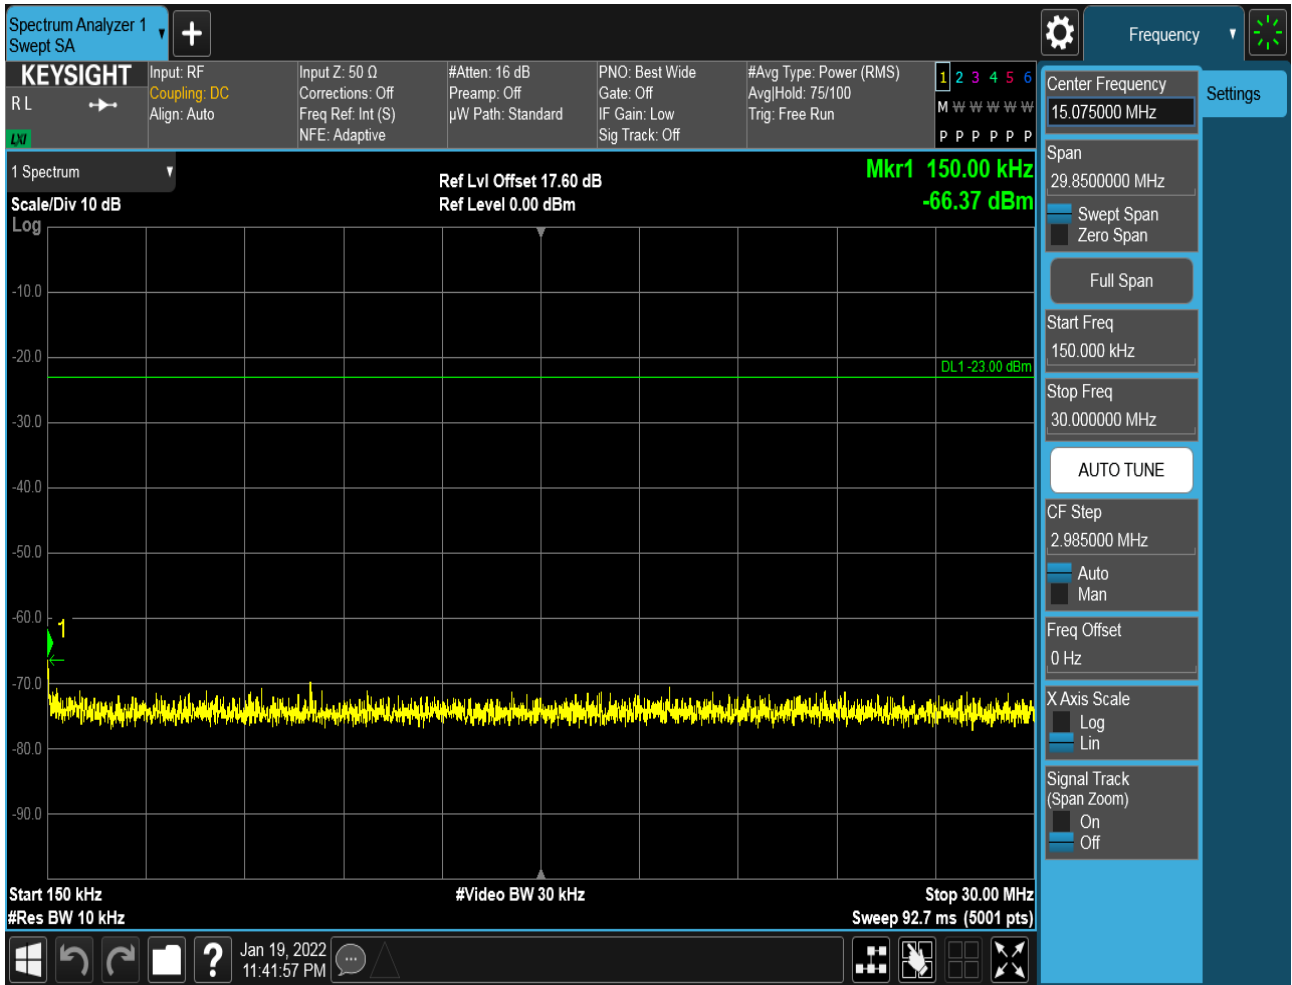 Spectrum Analyzer 1
Swept SA
Frequency
KEYSIGHT
R L
LXI
Input: RF
Coupling: DC
Align: Auto
Input Z: 50 Ω
Corrections: Off
Freq Ref: Int (S)
NFE: Adaptive
#Atten: 16 dB
Preamp: Off
µW Path: Standard
PNO: Best Wide
Gate: Off
IF Gain: Low
Sig Track: Off
#Avg Type: Power (RMS)
Avg|Hold: 75/100
Trig: Free Run
1 2 3 4 5 6
M W W W W W
P P P P P P
1 Spectrum
Scale/Div 10 dB
Log
Ref Lvl Offset 17.60 dB
Ref Level 0.00 dBm
Mkr1 150.00 kHz
-66.37 dBm
-10.0
-20.0
DL1 -23.00 dBm
-30.0
-40.0
-50.0
-60.0
1
-70.0
-80.0
-90.0
Start 150 kHz
#Video BW 30 kHz
Stop 30.00 MHz
#Res BW 10 kHz
Sweep 92.7 ms (5001 pts)
?
Jan 19, 2022
11:41:57 PM
Center Frequency
15.075000 MHz
Settings
Span
29.8500000 MHz
Swept Span
Zero Span
Full Span
Start Freq
150.000 kHz
Stop Freq
30.000000 MHz
AUTO TUNE
CF Step
2.985000 MHz
Auto
Man
Freq Offset
0 Hz
X Axis Scale
Log
Lin
Signal Track
(Span Zoom)
On
Off